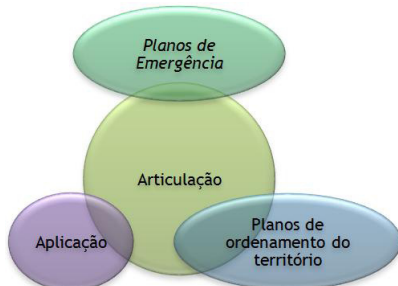 Planos de
Emergência
Articulação
Aplicação
Planos de
ordenamento do
território